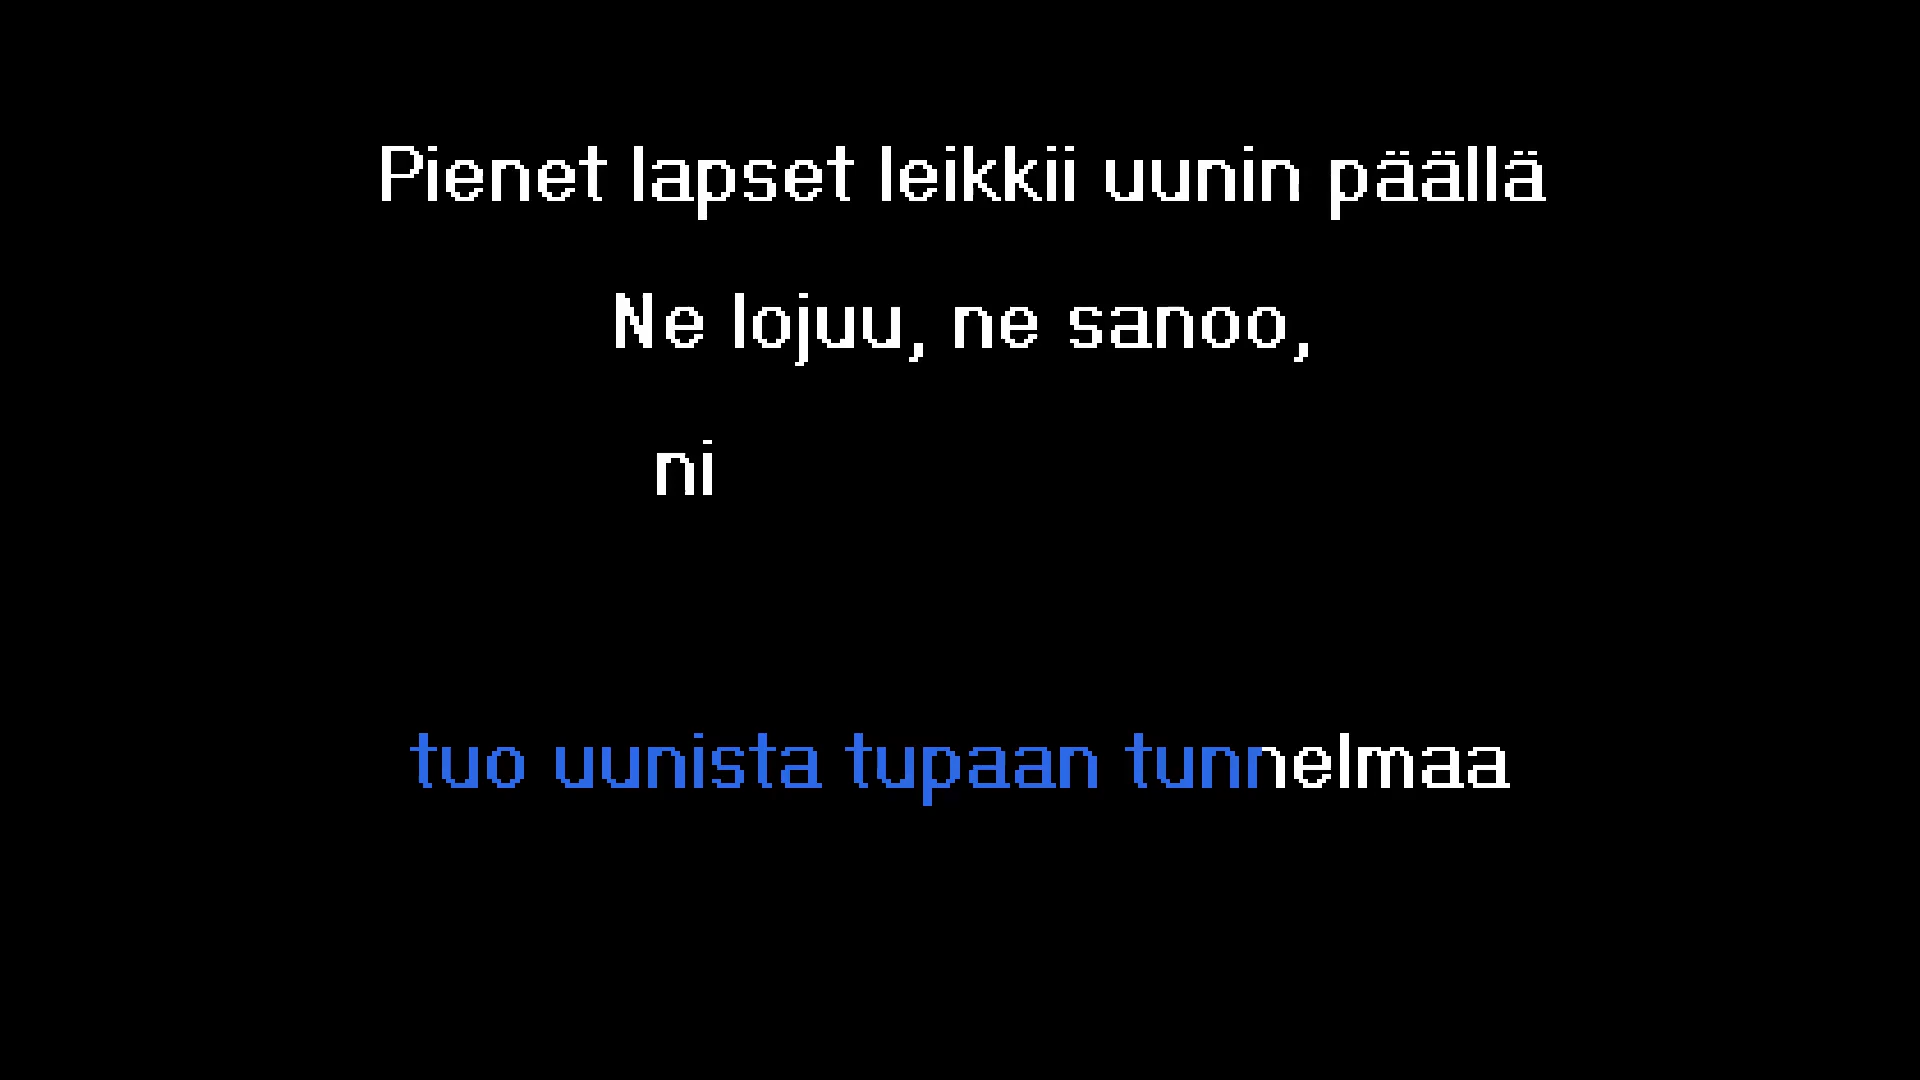 Pienet lapset leikkii uunin päällä
Ne lojuu, ne sanoo,
ni
tuo uunista tupaan tunnelmaa